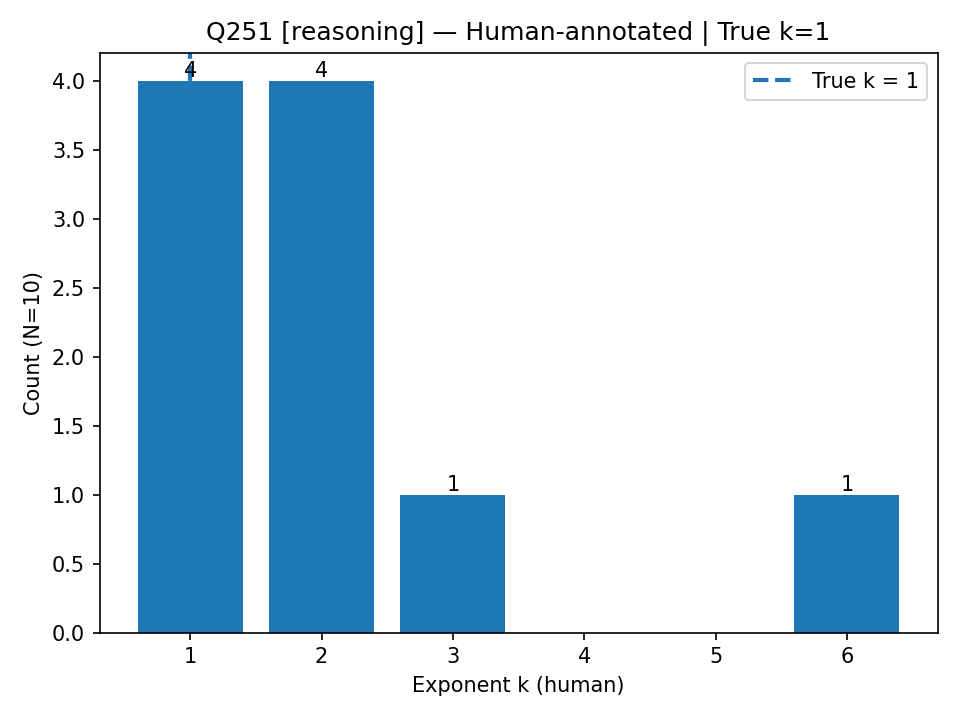 Q251 [reasoning] — Human-annotated | True k=1
True k = 1
4
4
1
1
4.0
3.5
3.0
2.5
2.0
1.5
1.0
0.5
0.0
Count (N=10)
1 2 3 4 5 6
Exponent k (human)